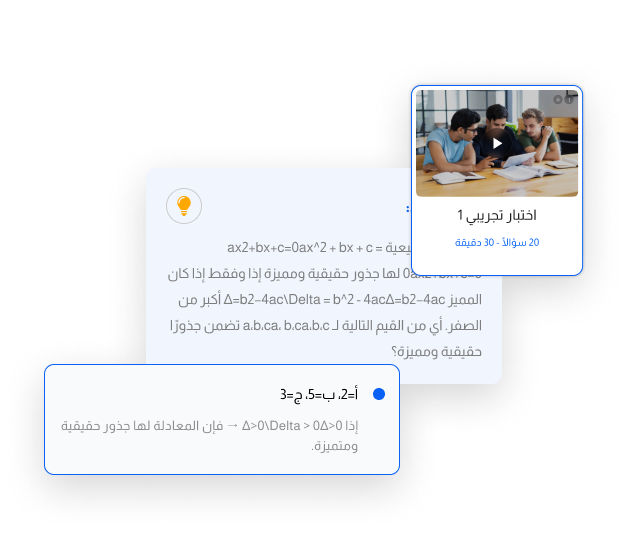 اختبار تجريبي 1
20 سؤالاً - 30 دقيقة
:
ax2+bx+c=0ax^2 + bx + c =
لها جذور حقيقية ومميزة إذا وفقط إذا كان
المميز Δ=b2−4ac\Delta = b^2 - 4acΔ=b2−4ac أكبر من
الصفر. أي من القيم التالية لـ a،b،ca، b،ca،b،c تضمن جذورًا
حقيقية ومميزة؟
أ=2، ب=5، ج=3
إذا Δ>0\Delta > 0Δ>0 → فإن المعادلة لها جذور حقيقية
ومتميزة.